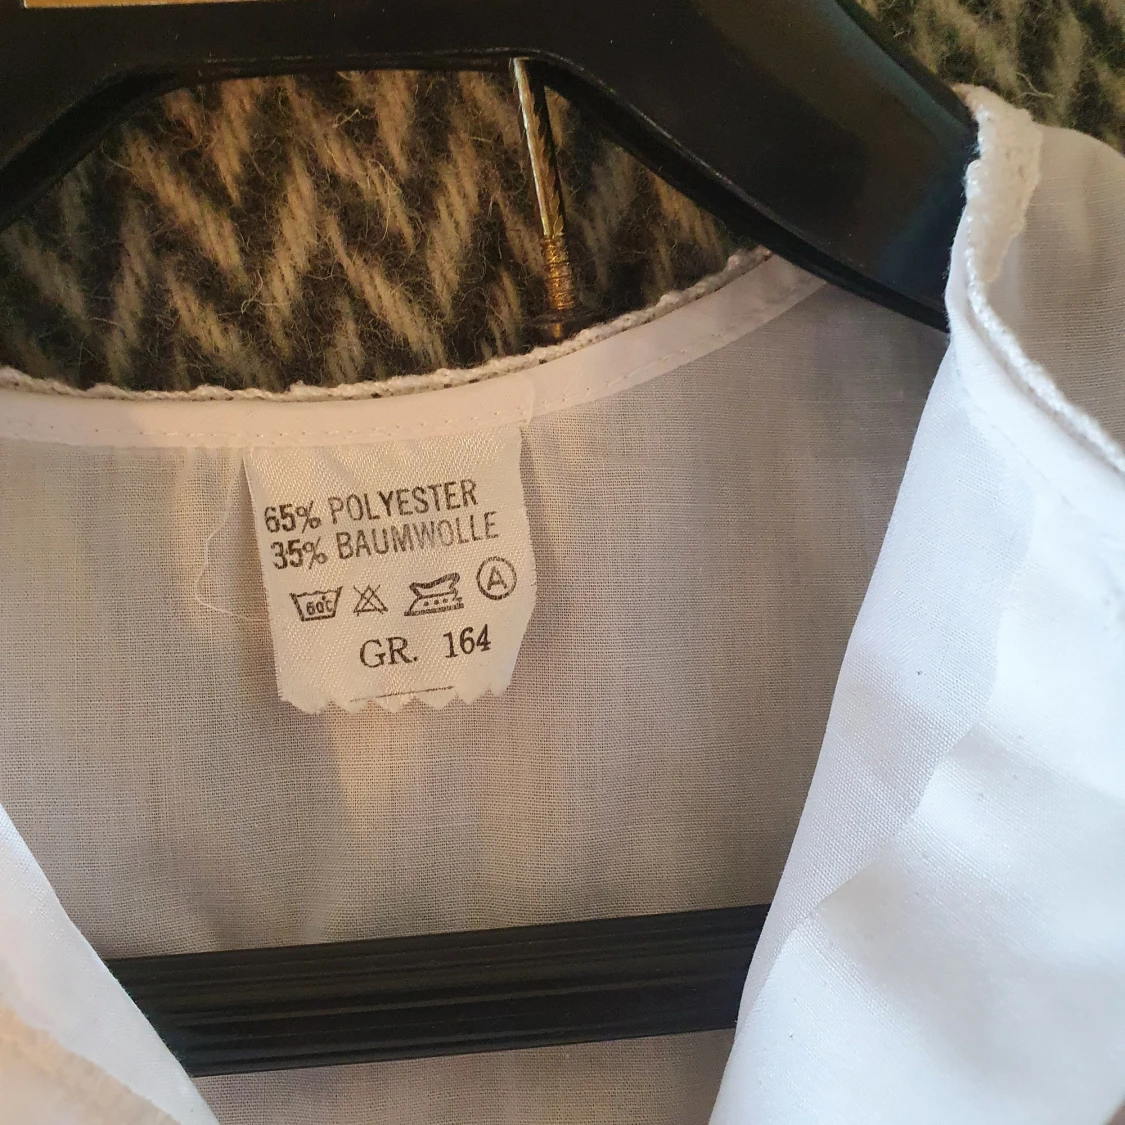 65% POLYESTER
35% BAUMWOLLE
60°C A
GR. 164